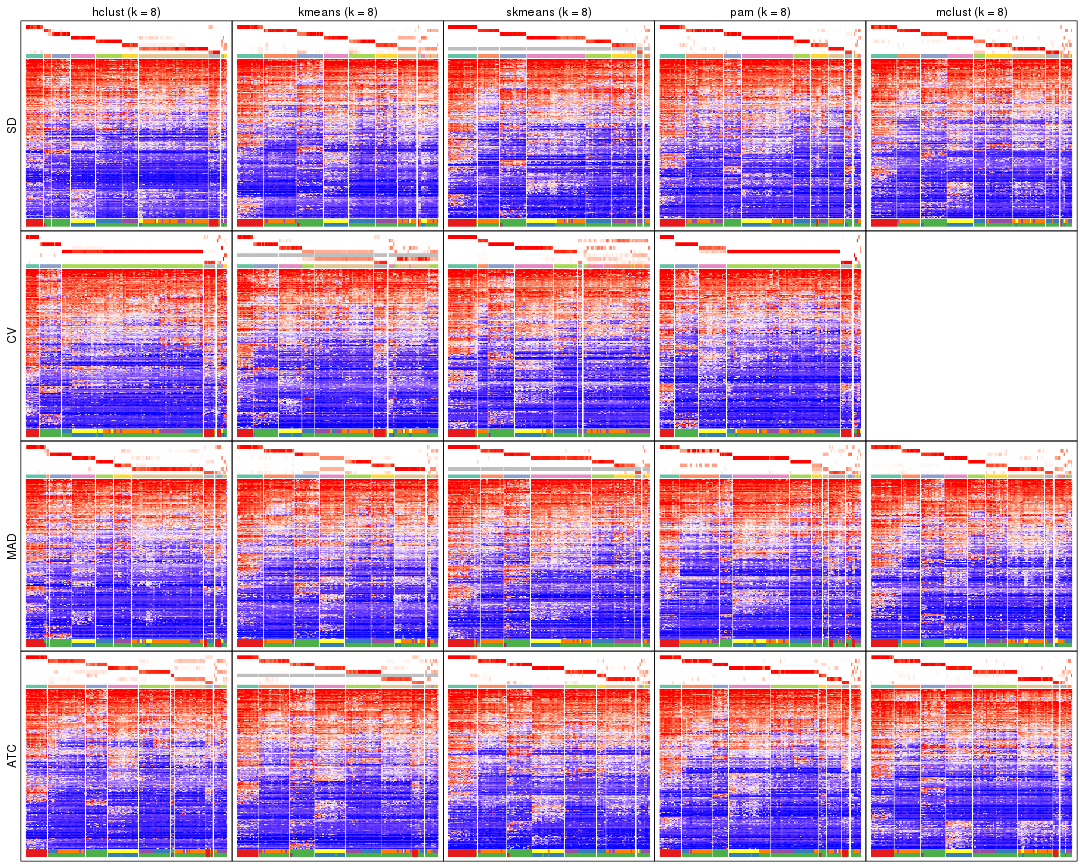 hclust (k = 8)
kmeans (k = 8)
skmeans (k = 8)
pam (k = 8)
mclust (k = 8)
SD
CV
MAD
ATC